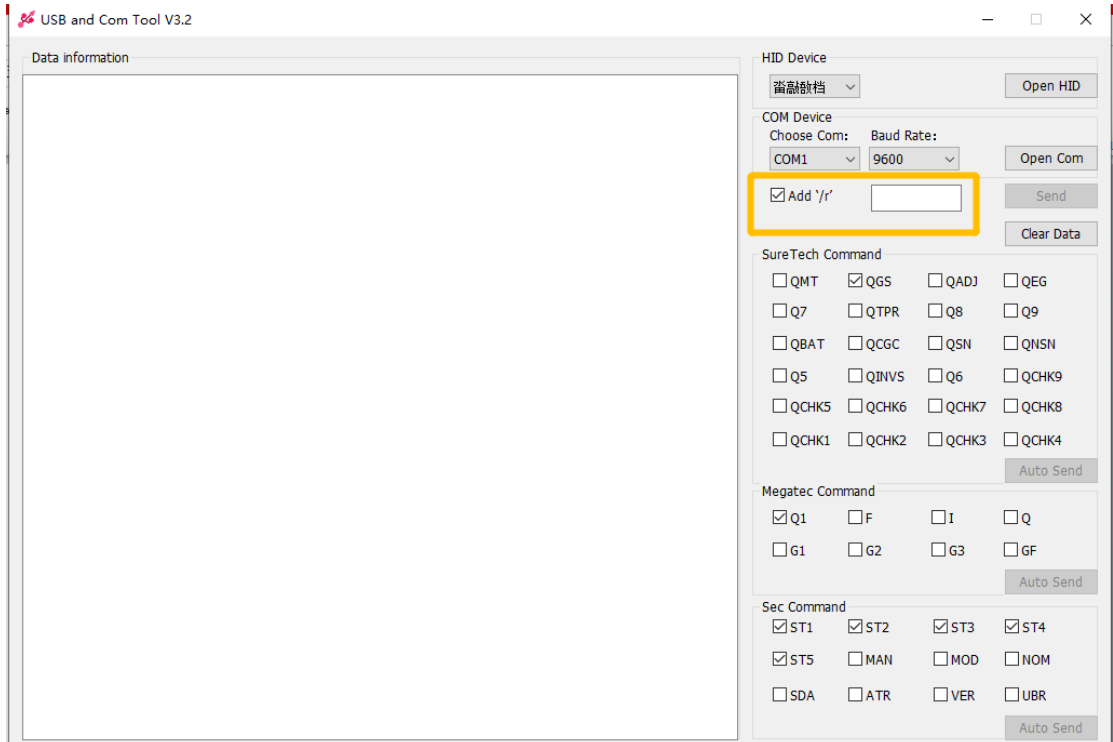 USB and Com Tool V3.2
Data information
HID Device
Open HID
COM Device
Choose Com: Baud Rate:
COM1 9600 Open Com
Add '/r' Send
Clear Data
SureTech Command
QMT QGS QADJ QEG
Q7 QTPR Q8 Q9
QBAT QCGC QSN QNSN
Q5 QINVS Q6 QCHK9
QCHK5 QCHK6 QCHK7 QCHK8
QCHK1 QCHK2 QCHK3 QCHK4
Auto Send
Megatec Command
Q1 F I Q
G1 G2 G3 GF
Auto Send
Sec Command
ST1 ST2 ST3 ST4
ST5 MAN MOD NOM
SDA ATR VER UBR
Auto Send